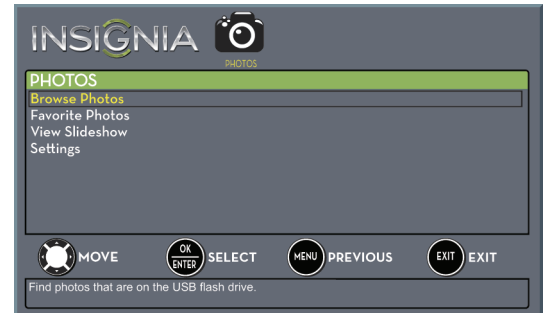 INSIGNIA
PHOTOS
PHOTOS
Browse Photos
Favorite Photos
View Slideshow
Settings
MOVE OK ENTER SELECT MENU PREVIOUS EXIT EXIT
Find photos that are on the USB flash drive.